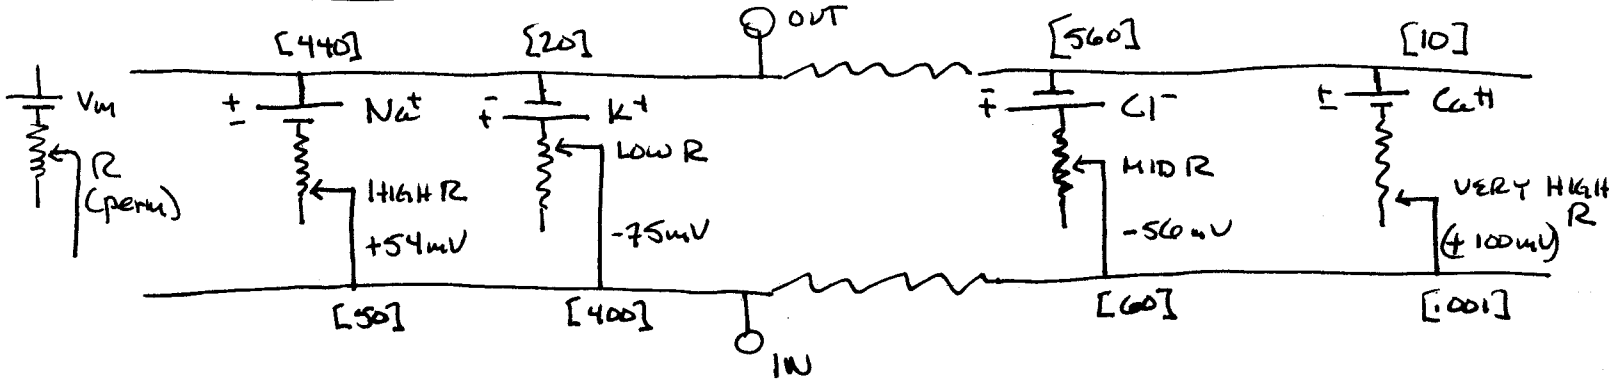 OUT
[440] [20] [560] [10]
Vm + - Na+ - + K+ - + Cl- + - Ca++
R
(perm)
HIGH R
LOW R
MID R
VERY HIGH
R
+54mV
-75mV
-56mV
(+100mV)
[50] [400] [60] [.001]
IN